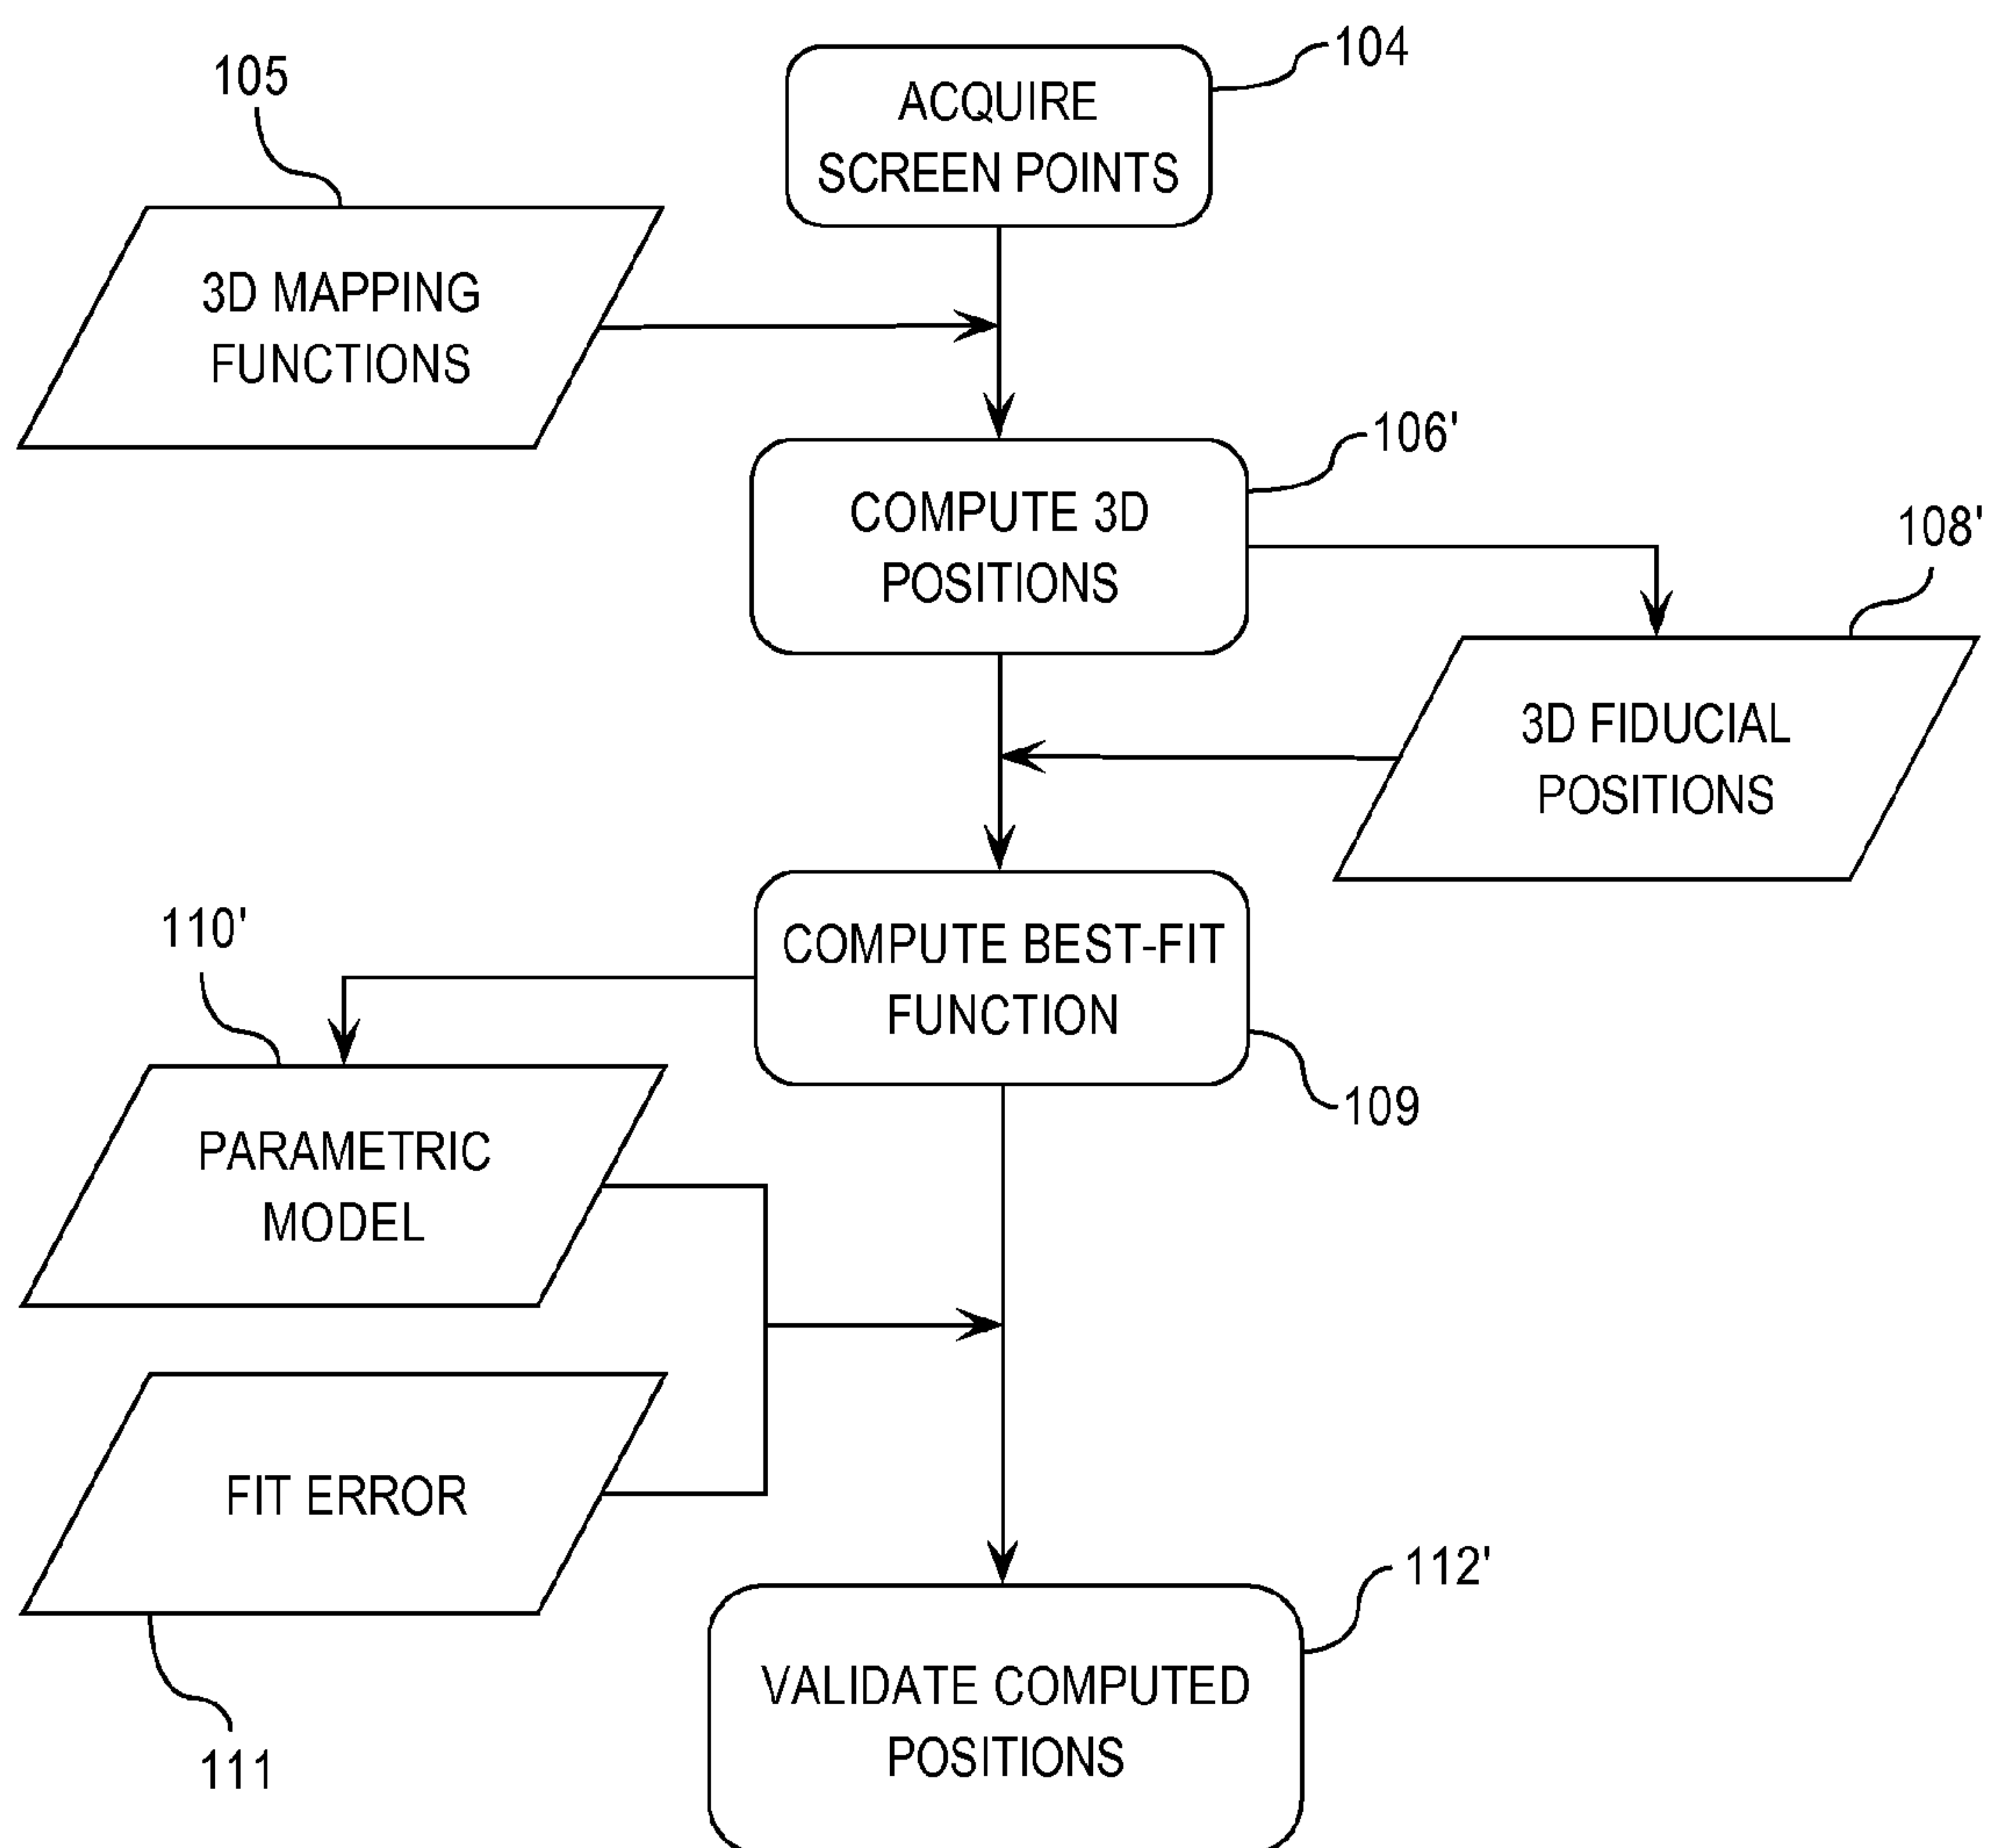 104
ACQUIRE
SCREEN POINTS
105
3D MAPPING
FUNCTIONS
106'
COMPUTE 3D
POSITIONS
108'
3D FIDUCIAL
POSITIONS
COMPUTE BEST-FIT
FUNCTION
109
110'
PARAMETRIC
MODEL
FIT ERROR
111
112'
VALIDATE COMPUTED
POSITIONS